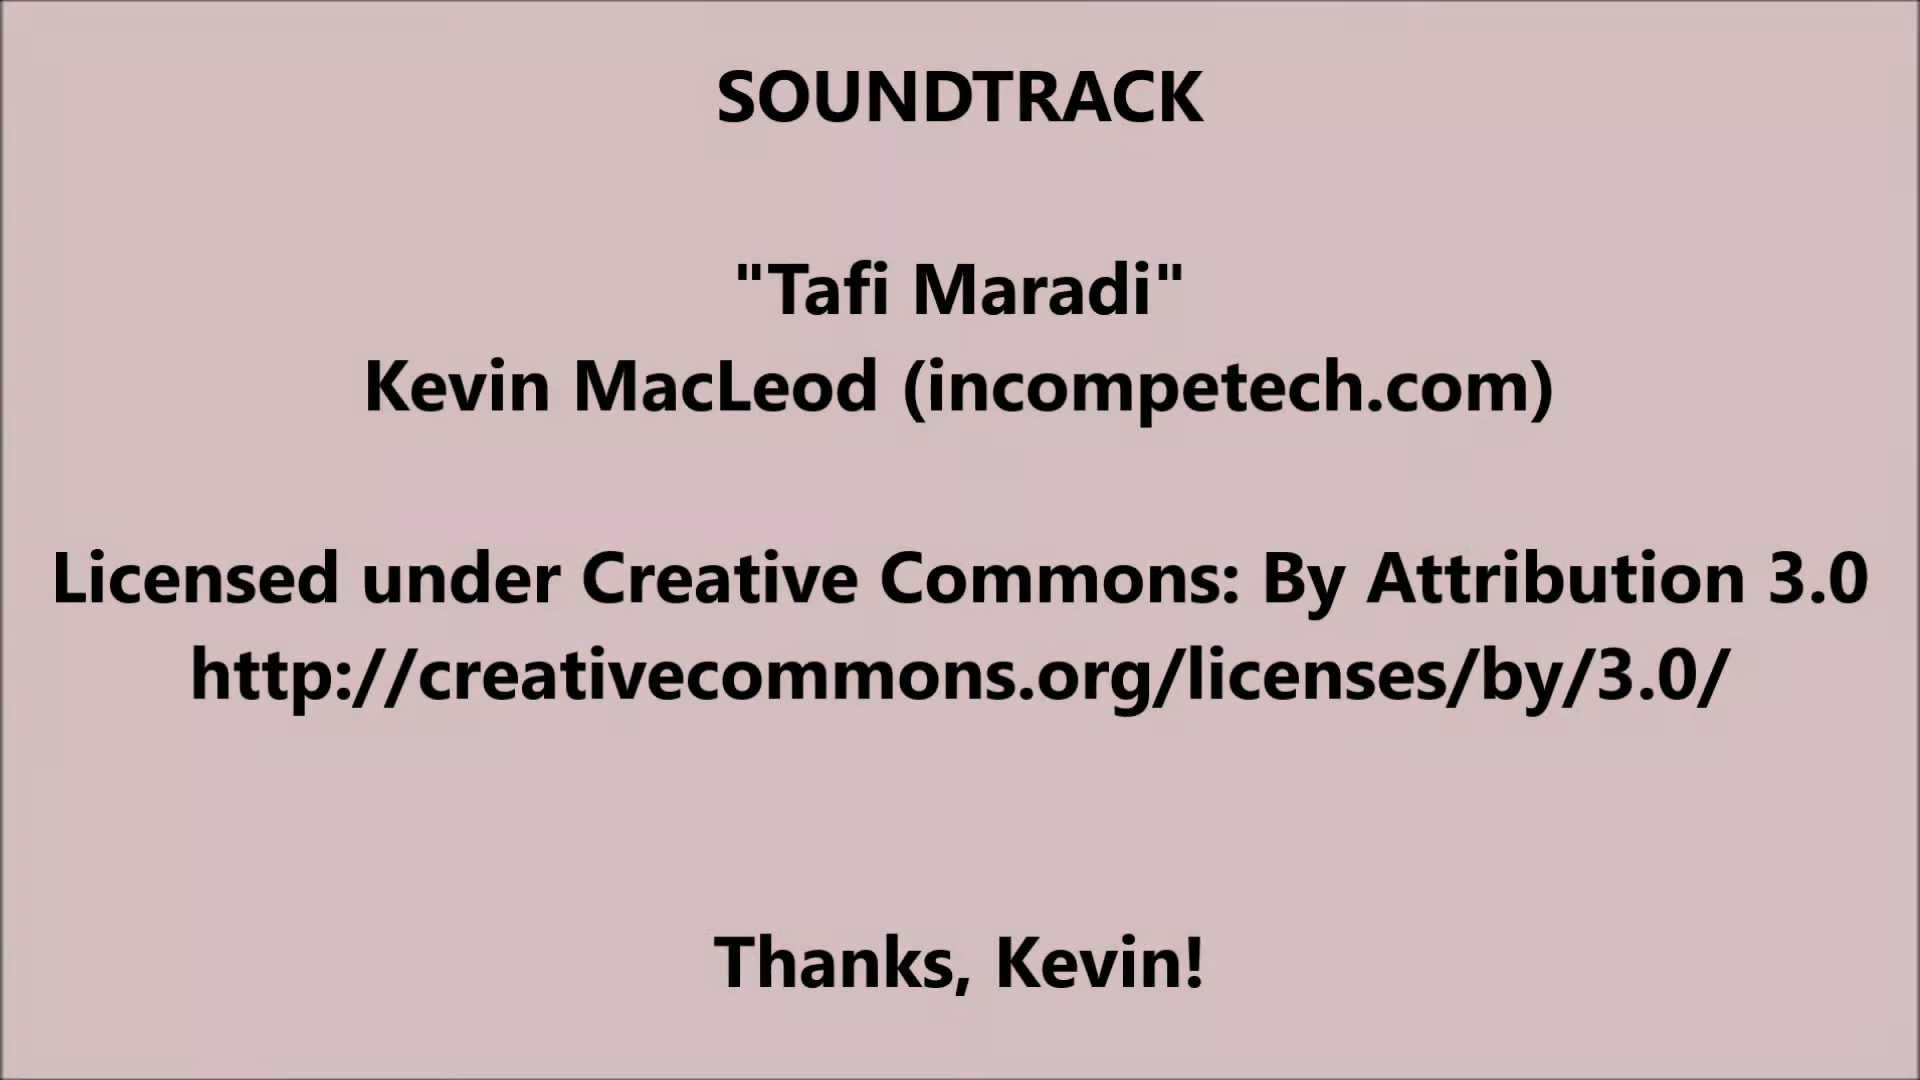 SOUNDTRACK
"Tafi Maradi"
Kevin MacLeod (incompetech.com)
Licensed under Creative Commons: By Attribution 3.0
http://creativecommons.org/licenses/by/3.0/
Thanks, Kevin!